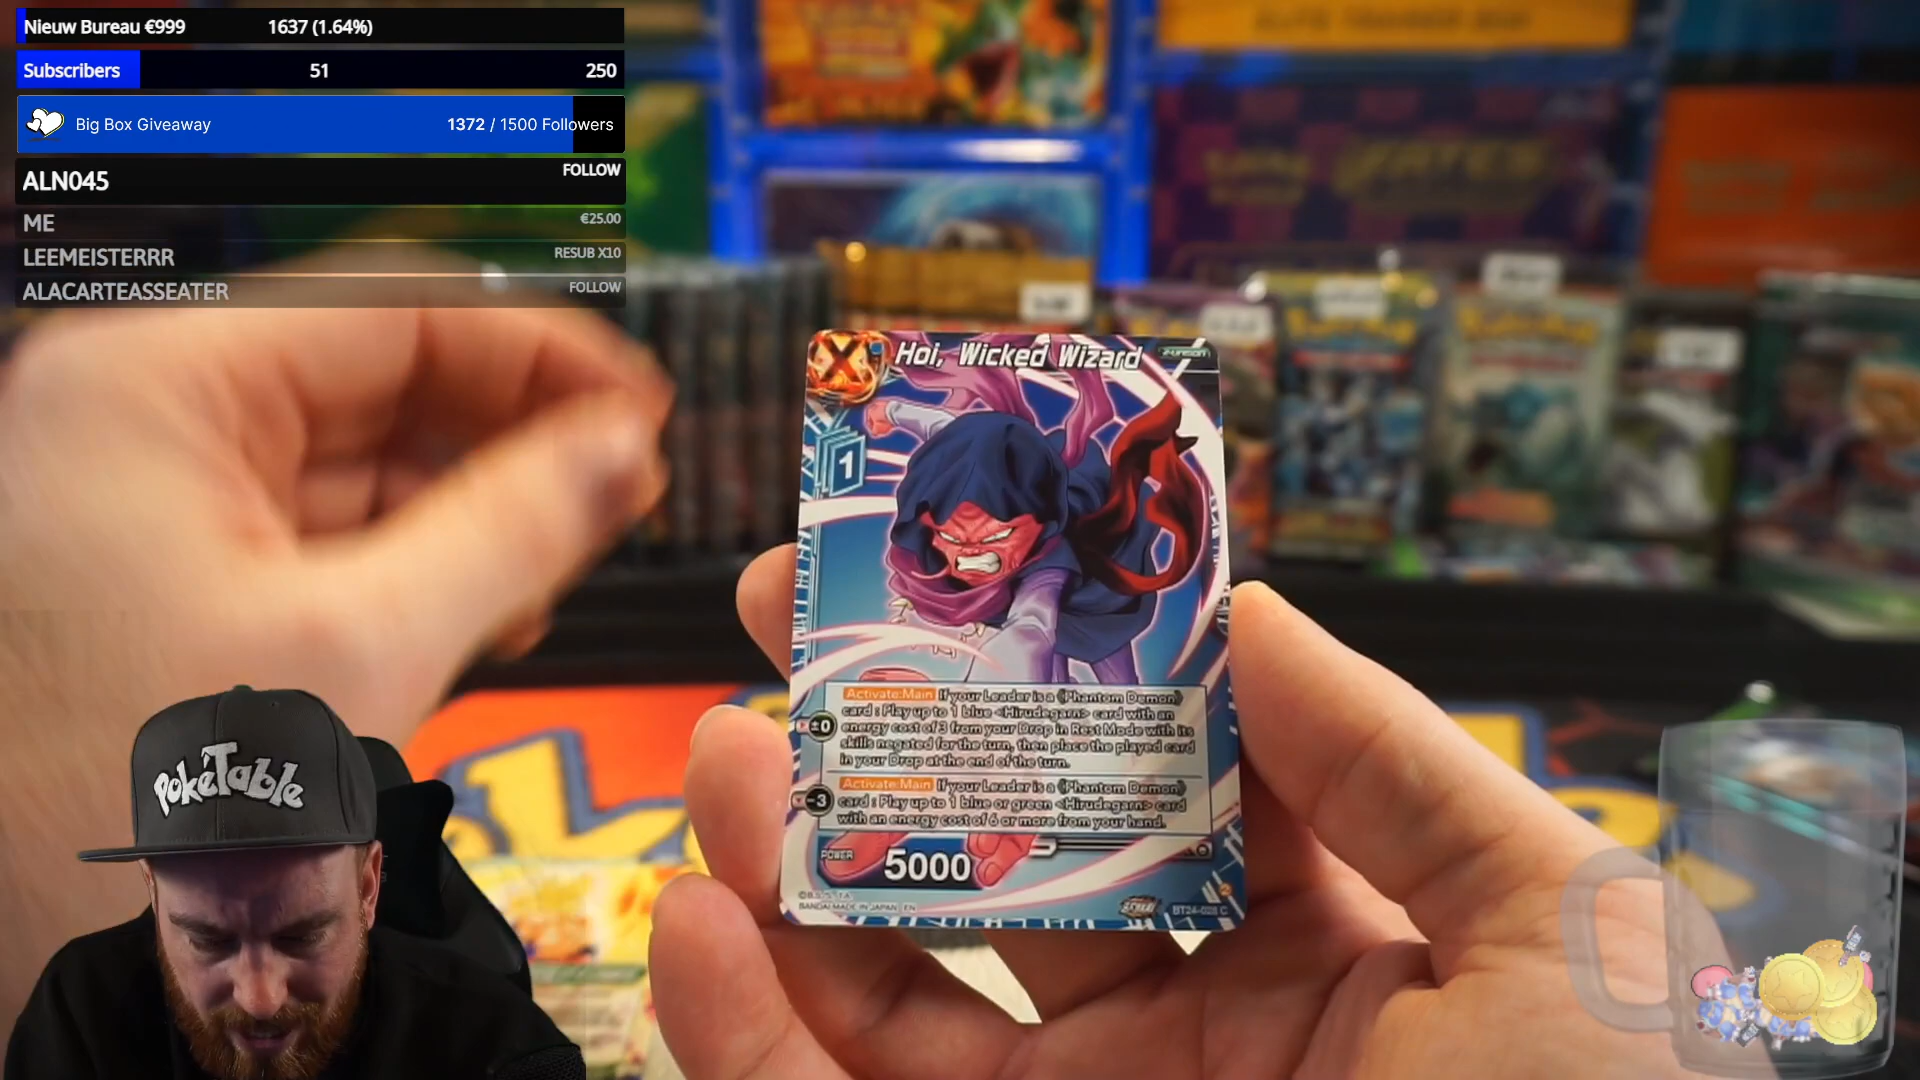 Nieuw Bureau €999 1637 (1.64%)
Subscribers 51 250
Big Box Giveaway 1372 / 1500 Followers
ALN045 FOLLOW
ME €25.00
LEEMEISTERRR RESUB X10
ALACARTEASSEATER FOLLOW
Hoi, Wicked Wizard
1
Activate:Main If your Leader is a 《Phantom Demon》
card : Play up to 1 blue <Hirudegarn> card with an
±0 energy cost of 3 from your Drop in Rest Mode with its
skills negated for the turn, then place the played card
in your Drop at the end of the turn.
Activate:Main If your Leader is a 《Phantom Demon》
-3 card : Play up to 1 blue or green <Hirudegarn> card
with an energy cost of 6 or more from your hand.
POWER 5000
BANDAI MADE IN JAPAN EN
BT24-028 C
PokéTable